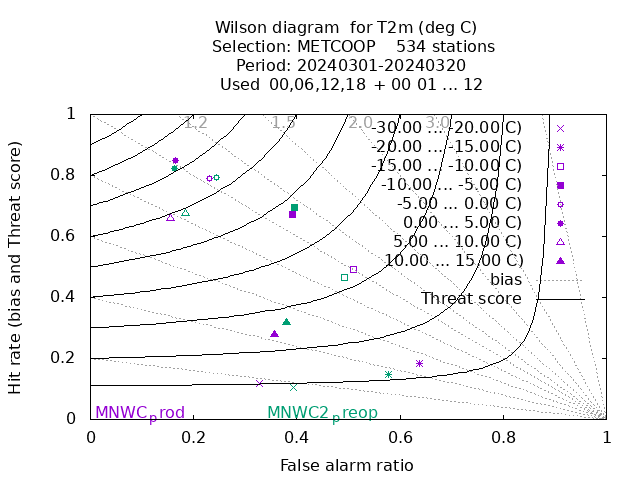 Wilson diagram  for T2m (deg C)
Selection: METCOOP    534 stations
Period: 20240301-20240320
Used  00,06,12,18  + 00 01 ... 12
1.2 1.5 2.0 3.0
-30.00 ... -20.00 C)
-20.00 ... -15.00 C)
-15.00 ... -10.00 C)
-10.00 ... -5.00 C)
-5.00 ... 0.00 C)
0.00 ... 5.00 C)
5.00 ... 10.00 C)
10.00 ... 15.00 C)
bias
Threat score
Hit rate (bias and Threat score)
1
0.8
0.6
0.4
0.2
0
MNWC_prod MNWC2_preop
0 0.2 0.4 0.6 0.8 1
False alarm ratio